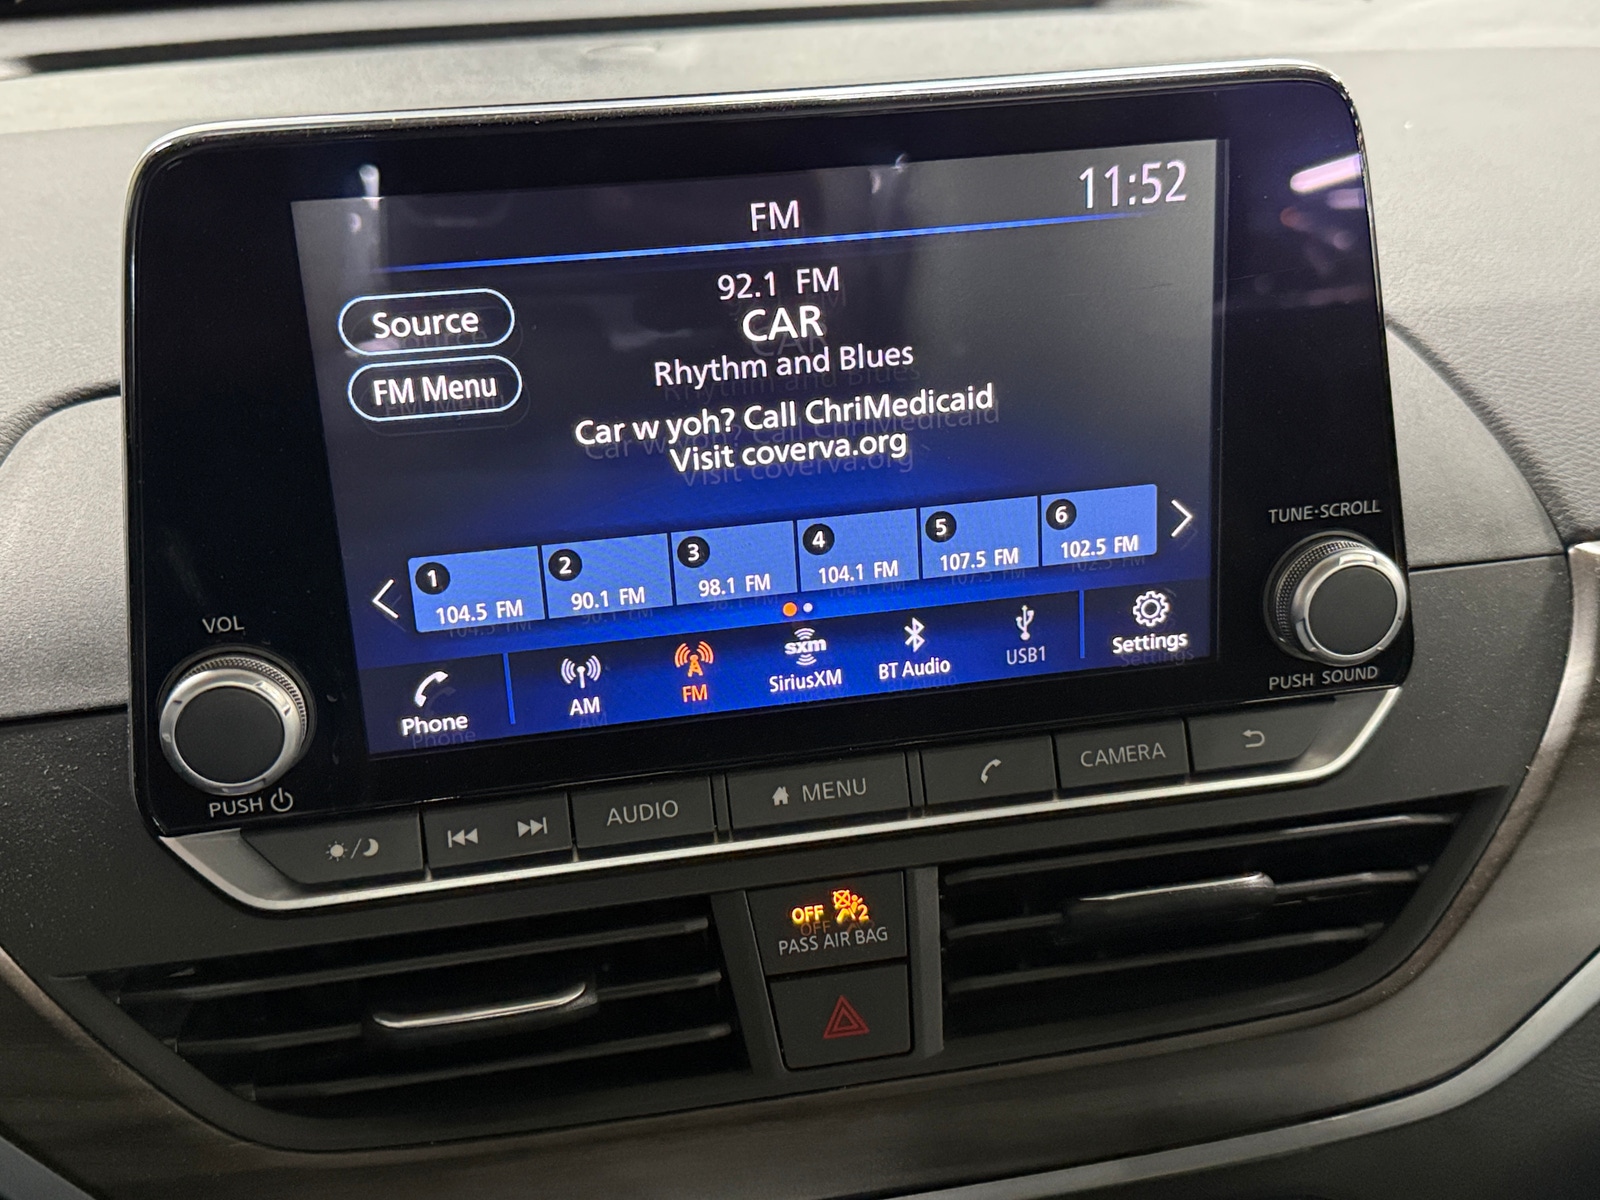 11:52
FM
92.1 FM
CAR
Rhythm and Blues
Car w yoh? Call ChriMedicaid
Visit coverva.org
Source
FM Menu
1 104.5 FM
2 90.1 FM
3 98.1 FM
4 104.1 FM
5 107.5 FM
6 102.5 FM
Phone
AM
FM
sxm
SiriusXM
BT Audio
USB1
Settings
VOL
PUSH
TUNE·SCROLL
PUSH SOUND
AUDIO
MENU
CAMERA
OFF 2
PASS AIR BAG